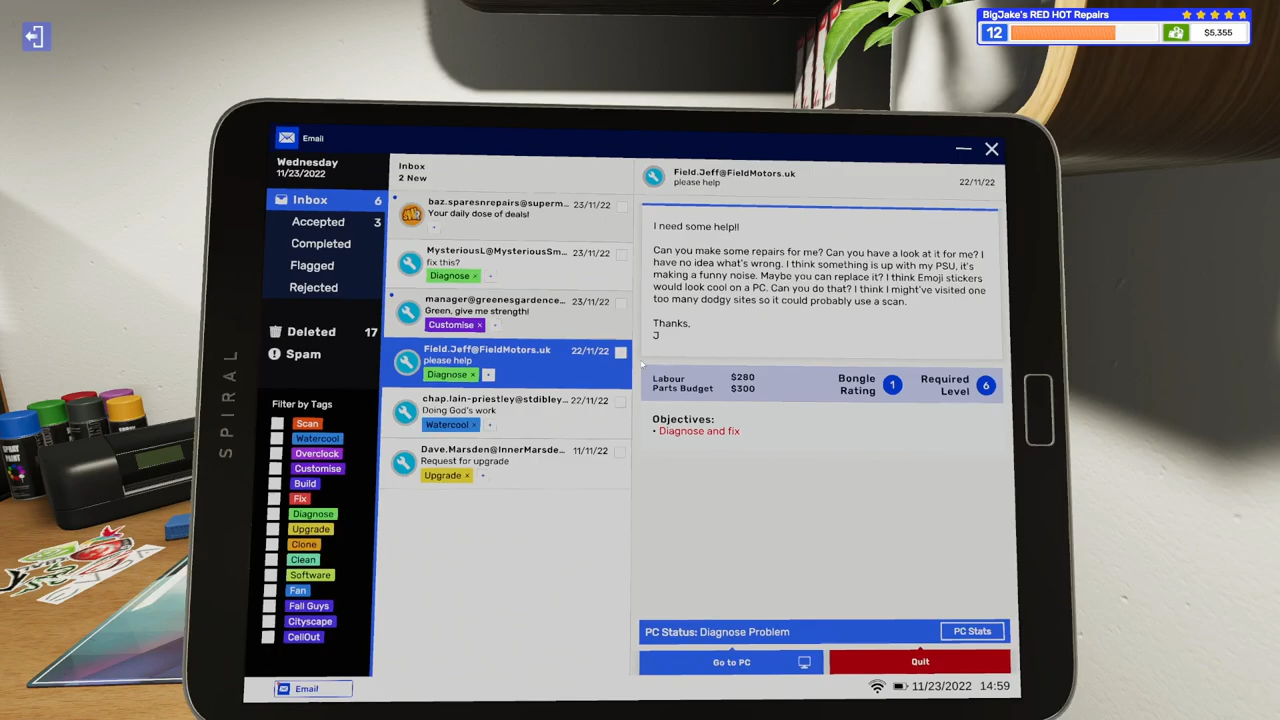 BigJake's RED HOT Repairs
12
$5,355
Email
Wednesday
11/23/2022
Inbox 6
Accepted 3
Completed
Flagged
Rejected
Deleted 17
Spam
Filter by Tags
Scan
Watercool
Overclock
Customise
Build
Fix
Diagnose
Upgrade
Clone
Clean
Software
Fan
Fall Guys
Cityscape
CellOut
Inbox
2 New
baz.sparesnrepairs@superm... 23/11/22
Your daily dose of deals!
+
MysteriousL@MysteriousSm... 23/11/22
fix this?
Diagnose × +
manager@greenesgardence... 23/11/22
Green, give me strength!
Customise × +
Field.Jeff@FieldMotors.uk 22/11/22
please help
Diagnose × +
chap.lain-priestley@stdibley... 22/11/22
Doing God's work
Watercool × +
Dave.Marsden@InnerMarsde... 11/11/22
Request for upgrade
Upgrade × +
Field.Jeff@FieldMotors.uk
please help
22/11/22
I need some help!!
Can you make some repairs for me? Can you have a look at it for me? I
have no idea what's wrong. I think something is up with my PSU, it's
making a funny noise. Maybe you can replace it? I think Emoji stickers
would look cool on a PC. Can you do that? I think I might've visited one
too many dodgy sites so it could probably use a scan.
Thanks,
J
Labour $280
Parts Budget $300
Bongle Rating 1
Required Level 6
Objectives:
• Diagnose and fix
PC Status: Diagnose Problem
PC Stats
Go to PC
Quit
Email
11/23/2022 14:59
SPIRAL